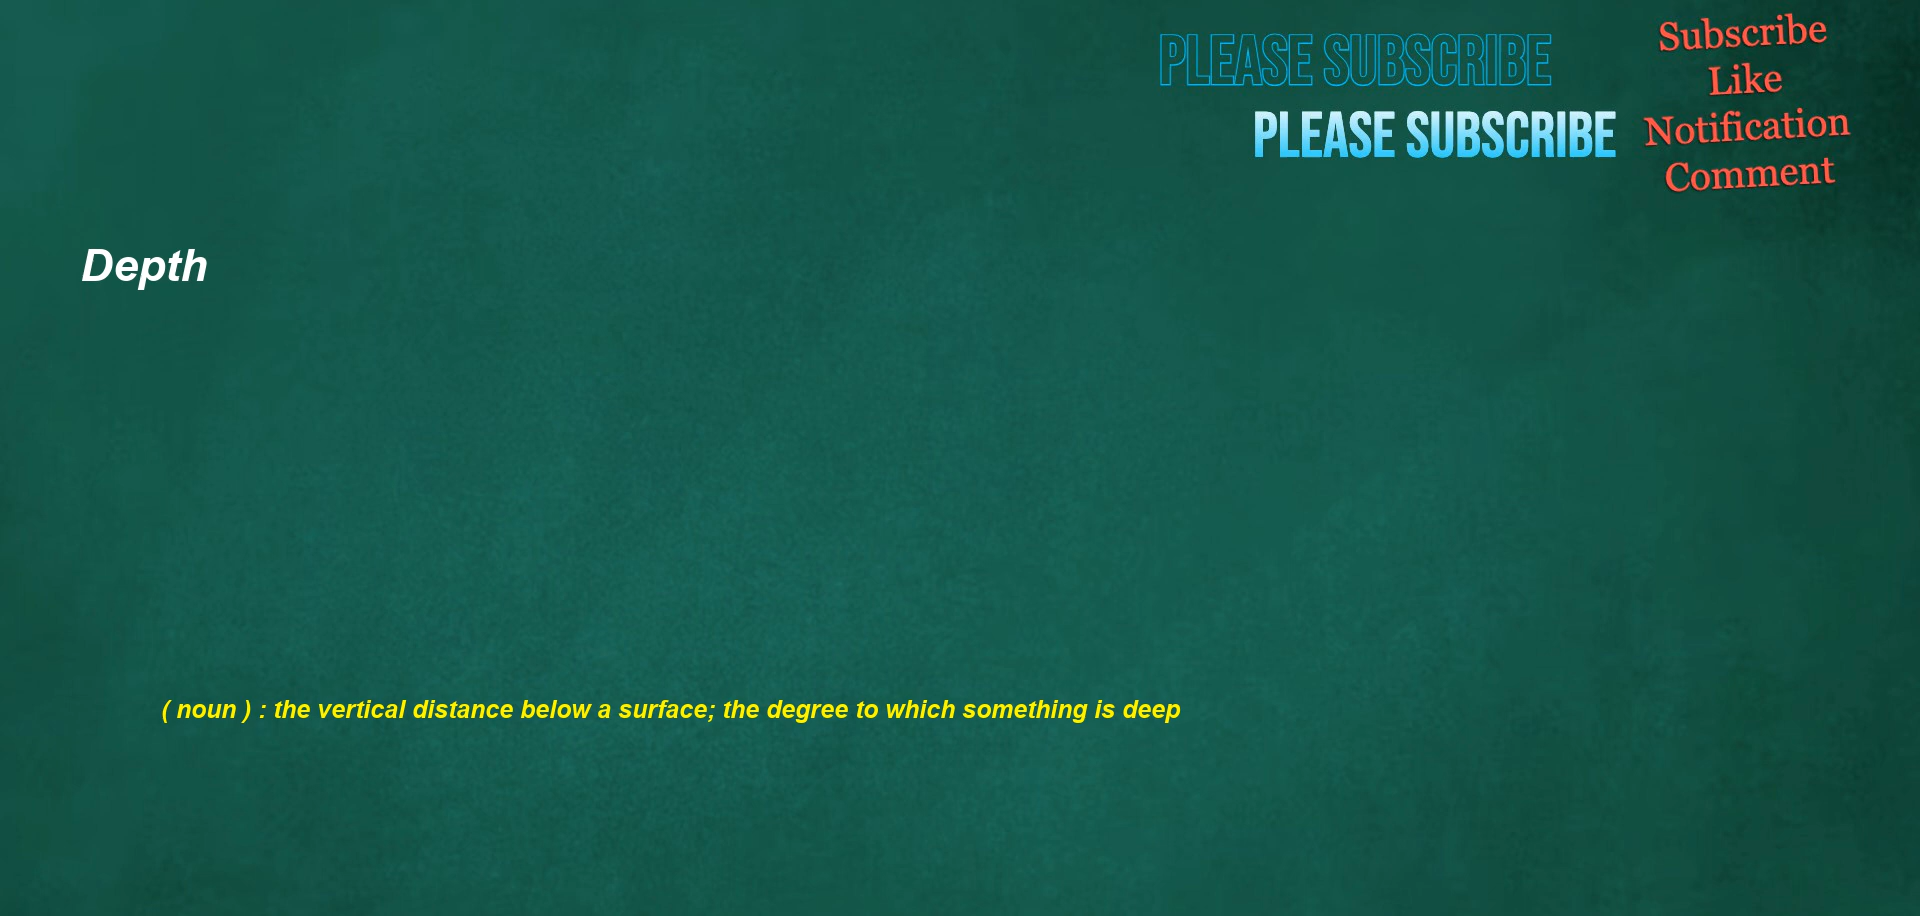 PLEASE SUBSCRIBE
PLEASE SUBSCRIBE
Subscribe
Like
Notification
Comment
Depth
( noun ) : the vertical distance below a surface; the degree to which something is deep